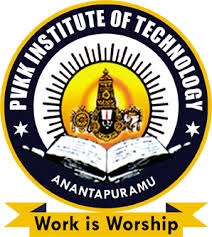 PVKK INSTITUTE OF TECHNOLOGY
ANANTAPURAMU
Work is Worship